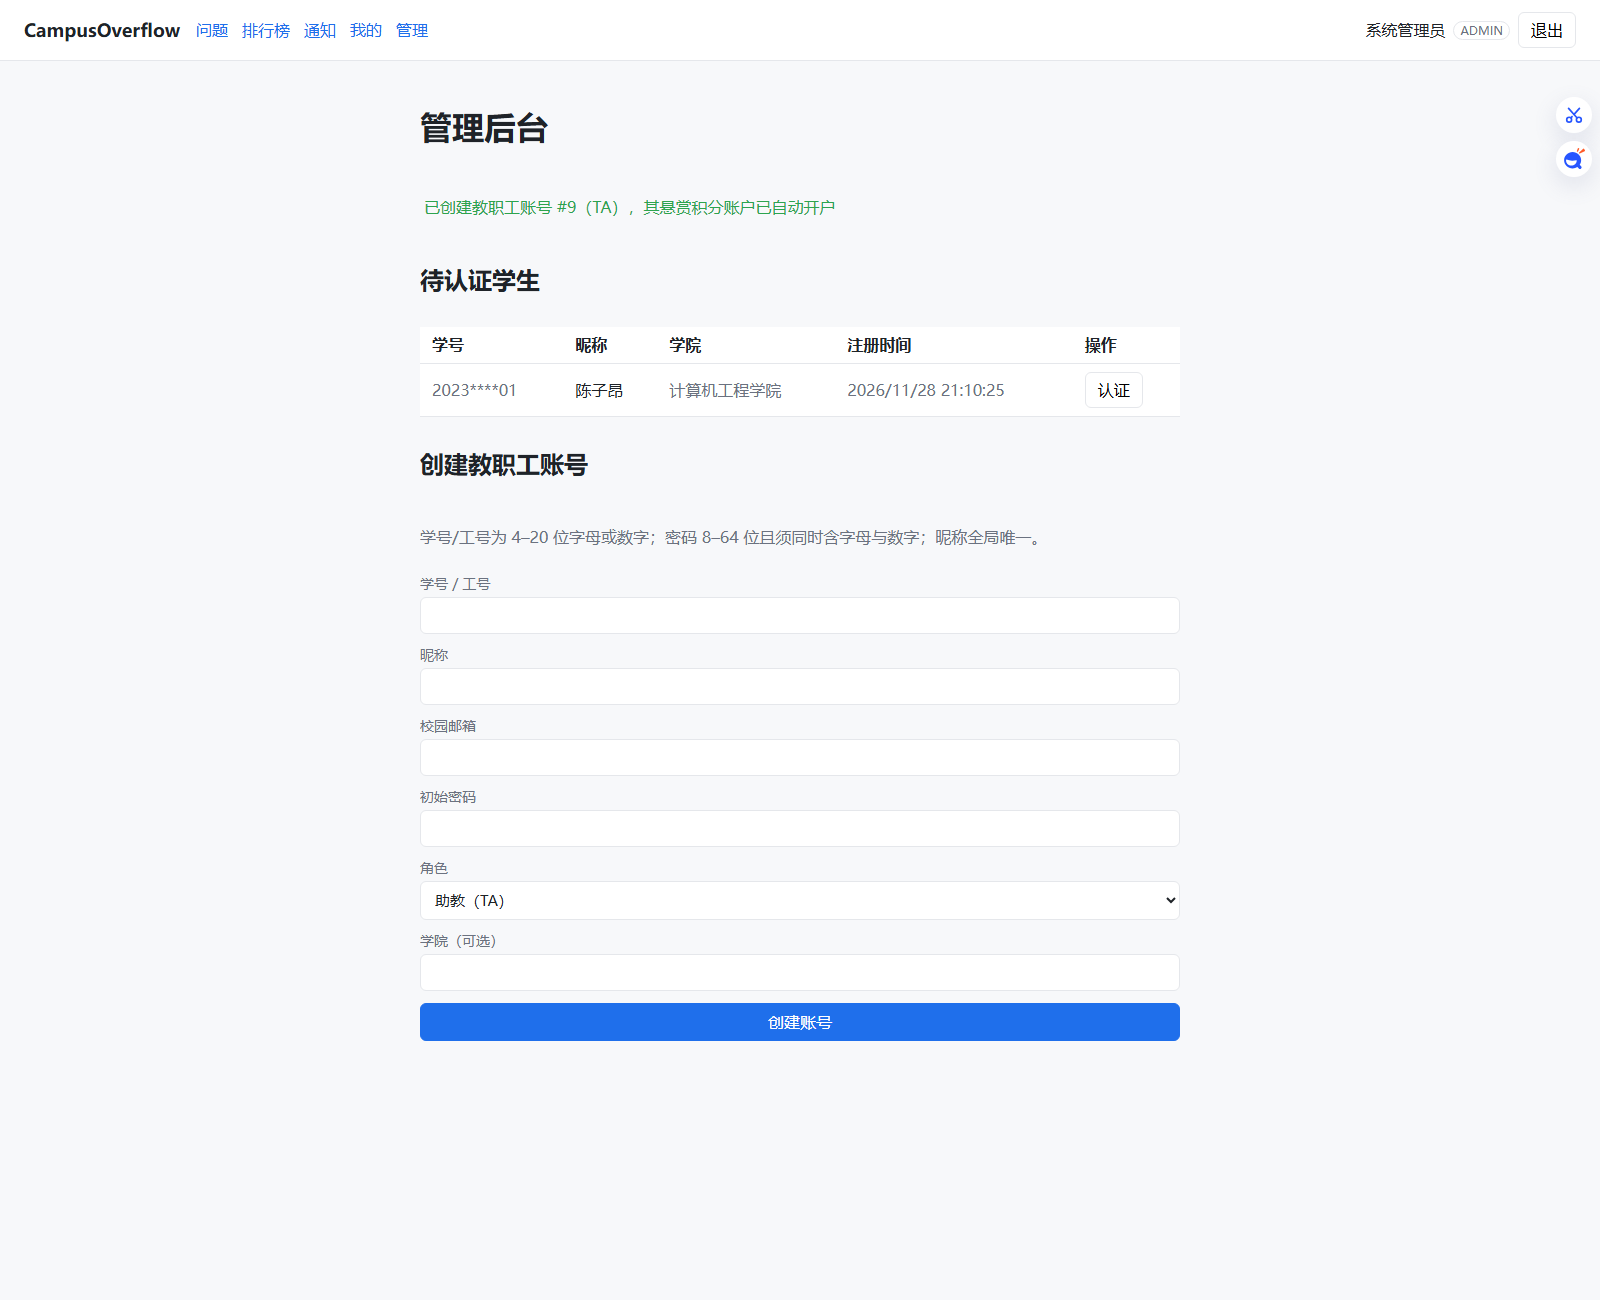 CampusOverflow 问题 排行榜 通知 我的 管理 系统管理员 ADMIN 退出
管理后台
已创建教职工账号 #9（TA），其悬赏积分账户已自动开户
待认证学生
学号 昵称 学院 注册时间 操作
2023****01 陈子昂 计算机工程学院 2026/11/28 21:10:25 认证
创建教职工账号
学号/工号为 4–20 位字母或数字；密码 8–64 位且须同时含字母与数字；昵称全局唯一。
学号 / 工号
昵称
校园邮箱
初始密码
角色
助教（TA）
学院（可选）
创建账号